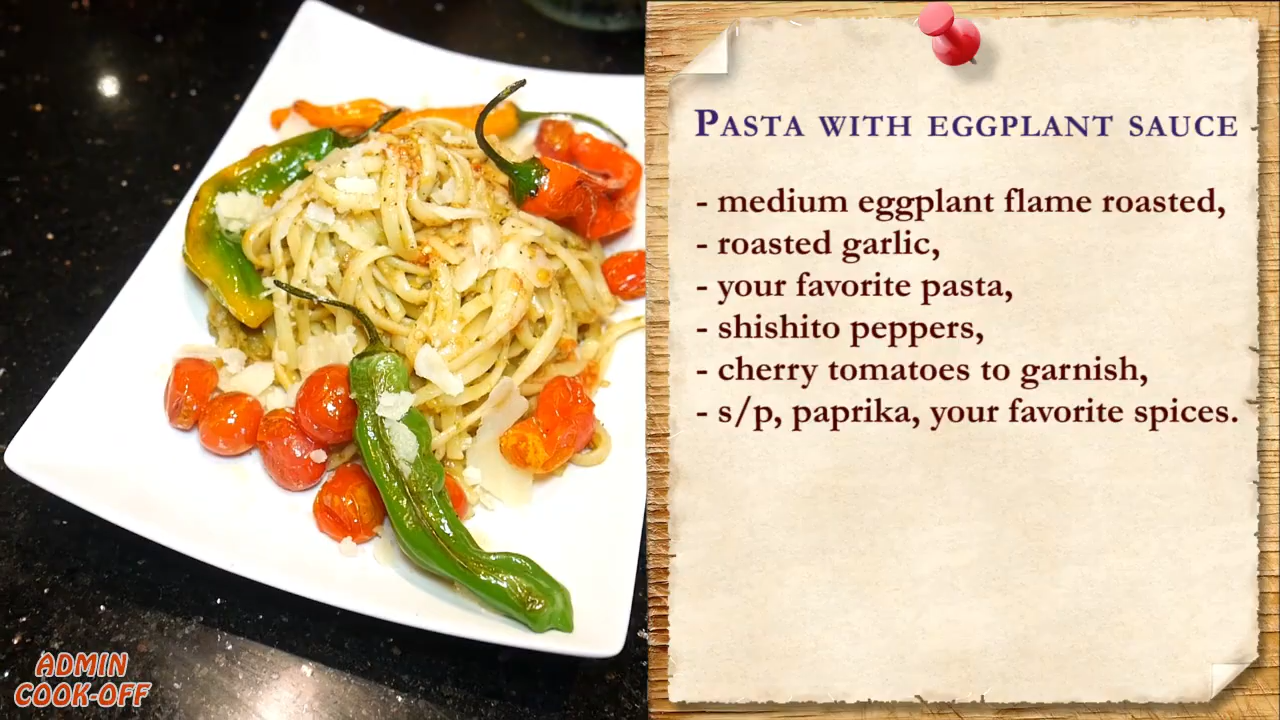 Pasta with eggplant sauce
- medium eggplant flame roasted,
- roasted garlic,
- your favorite pasta,
- shishito peppers,
- cherry tomatoes to garnish,
- s/p, paprika, your favorite spices.
ADMIN
COOK-OFF